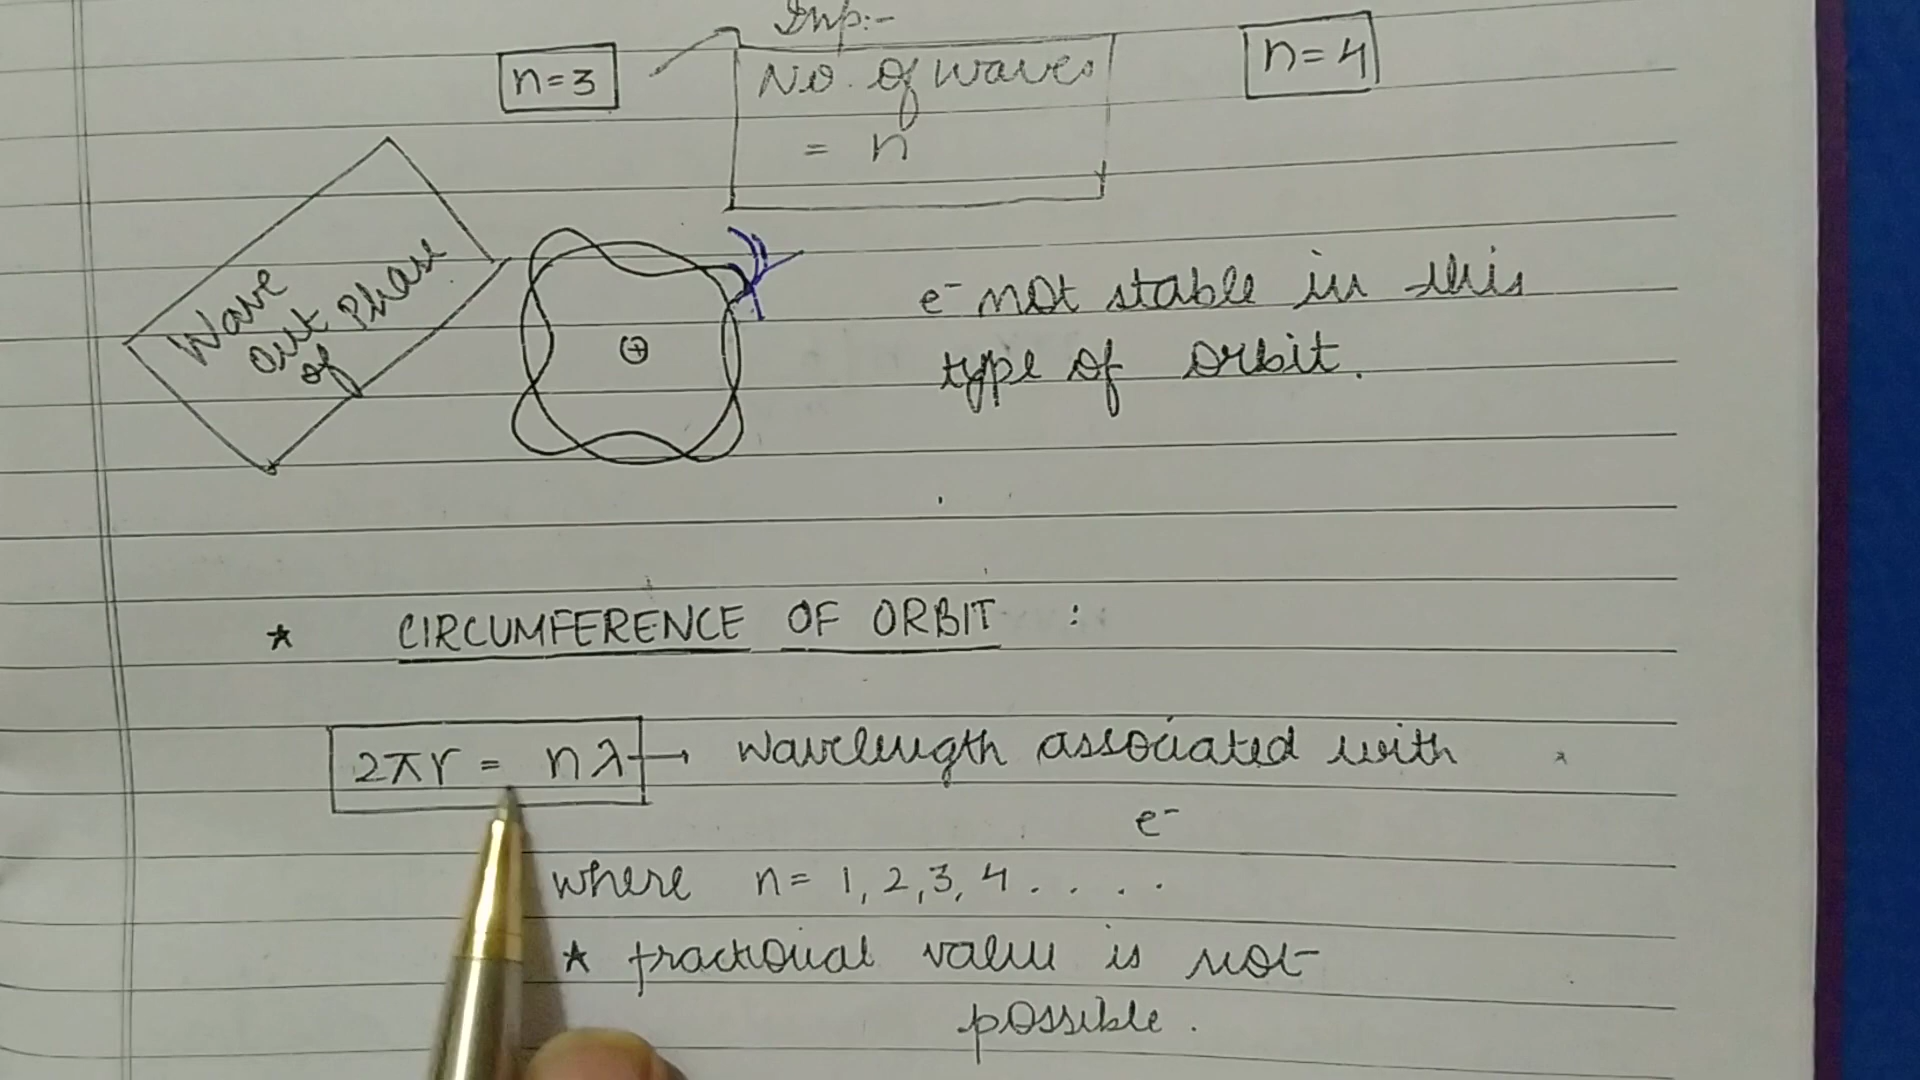 Imp:-
n=3
No. of waves
= n
n=4
Wave
out Phase
of
e⁻ not stable in this
type of orbit.
★ CIRCUMFERENCE OF ORBIT :
2πr = nλ → wavelength associated with
e⁻
where n= 1, 2, 3, 4 . . . .
★ fractional value is not
possible.